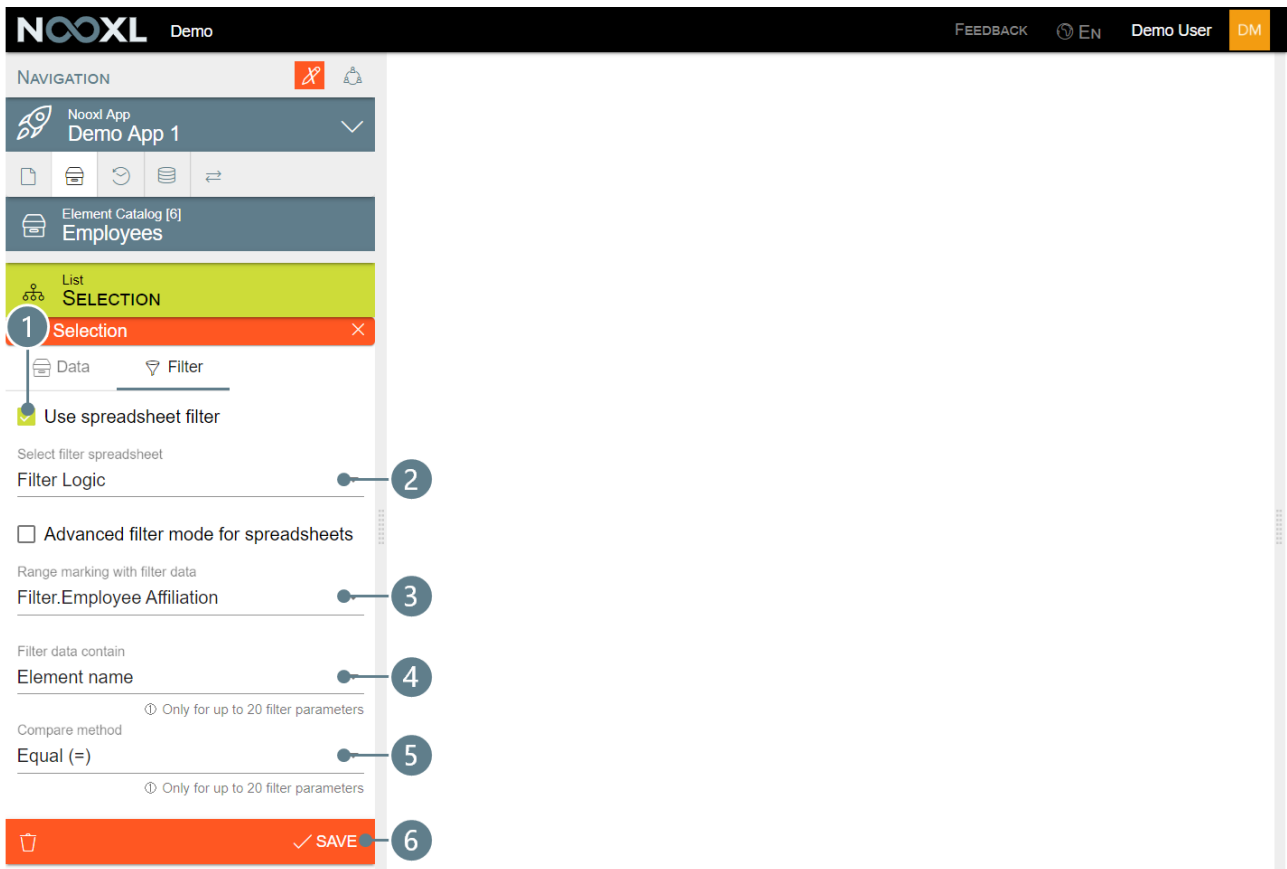 NOOXL Demo FEEDBACK EN Demo User DM
NAVIGATION
Nooxl App
Demo App 1
Element Catalog [6]
Employees
List
SELECTION
1
Selection
Data Filter
Use spreadsheet filter
Select filter spreadsheet
Filter Logic
2
Advanced filter mode for spreadsheets
Range marking with filter data
Filter.Employee Affiliation
3
Filter data contain
Element name
4
Only for up to 20 filter parameters
Compare method
Equal (=)
5
Only for up to 20 filter parameters
SAVE
6